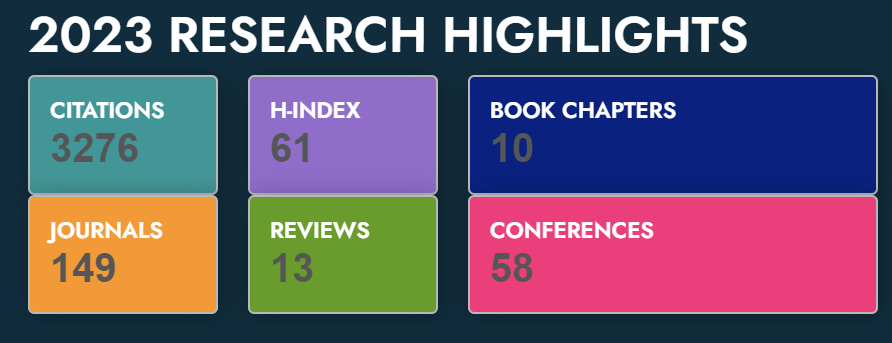 2023 RESEARCH HIGHLIGHTS
CITATIONS
3276
H-INDEX
61
BOOK CHAPTERS
10
JOURNALS
149
REVIEWS
13
CONFERENCES
58